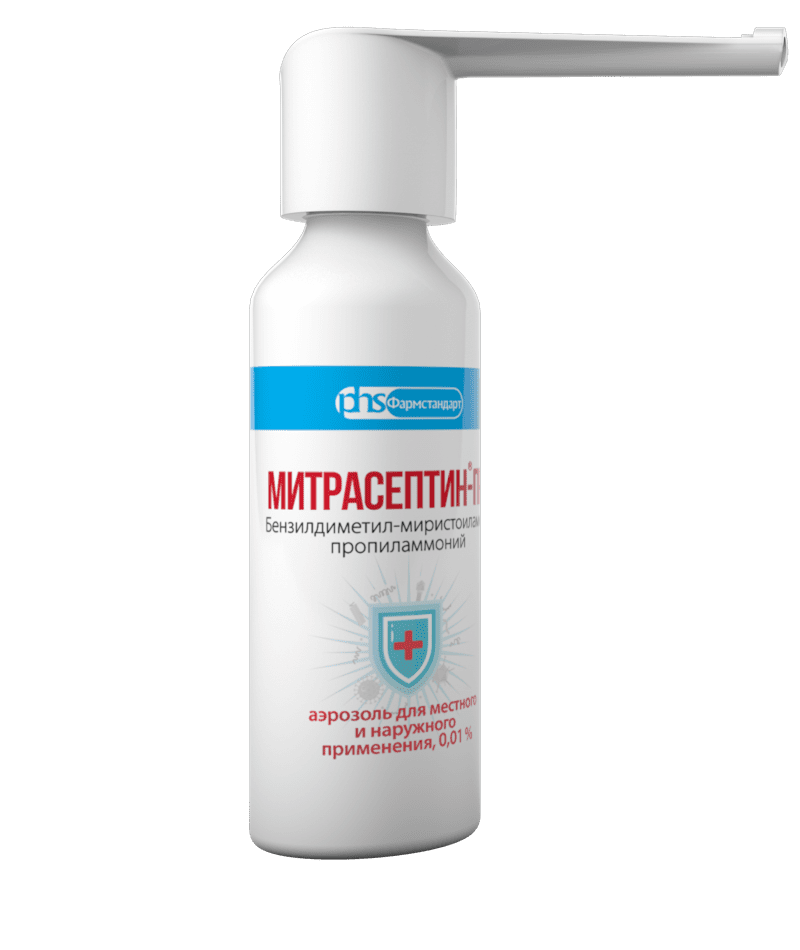 phs Фармстандарт
МИТРАСЕПТИН®-П
Бензилдиметил-миристоилам
пропиламмоний
аэрозоль для местного
и наружного
применения, 0,01 %